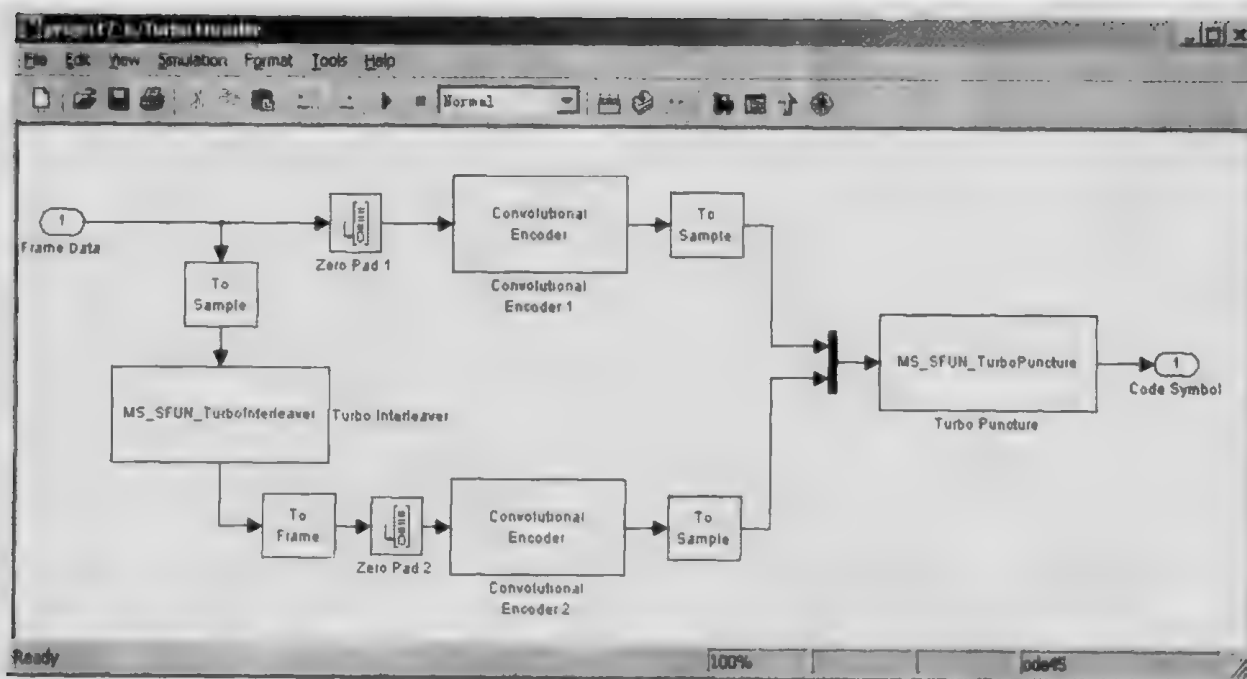 File Edit View Simulation Format Tools Help
Normal
1
Frame Data
Zero Pad 1
Convolutional
Encoder
Convolutional
Encoder 1
To
Sample
To
Sample
MS_SFUN_TurboInterleaver
Turbo Interleaver
MS_SFUN_TurboPuncture
Turbo Puncture
1
Code Symbol
To
Frame
Zero Pad 2
Convolutional
Encoder
Convolutional
Encoder 2
To
Sample
Ready
100%
ode45